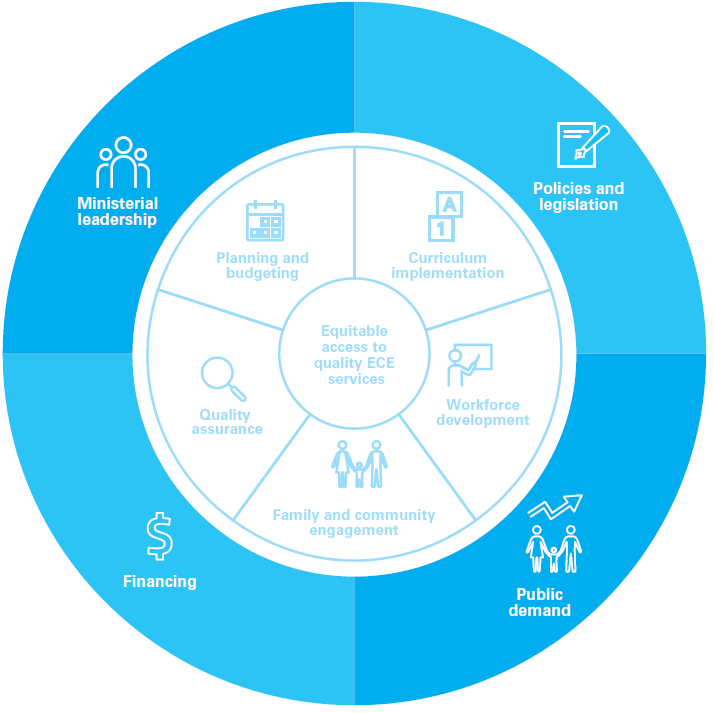 Ministerial
leadership
Policies and
legislation
Planning and
budgeting
A
1
Curriculum
implementation
Equitable
access to
quality ECE
services
Quality
assurance
Workforce
development
Family and community
engagement
$
Financing
Public
demand